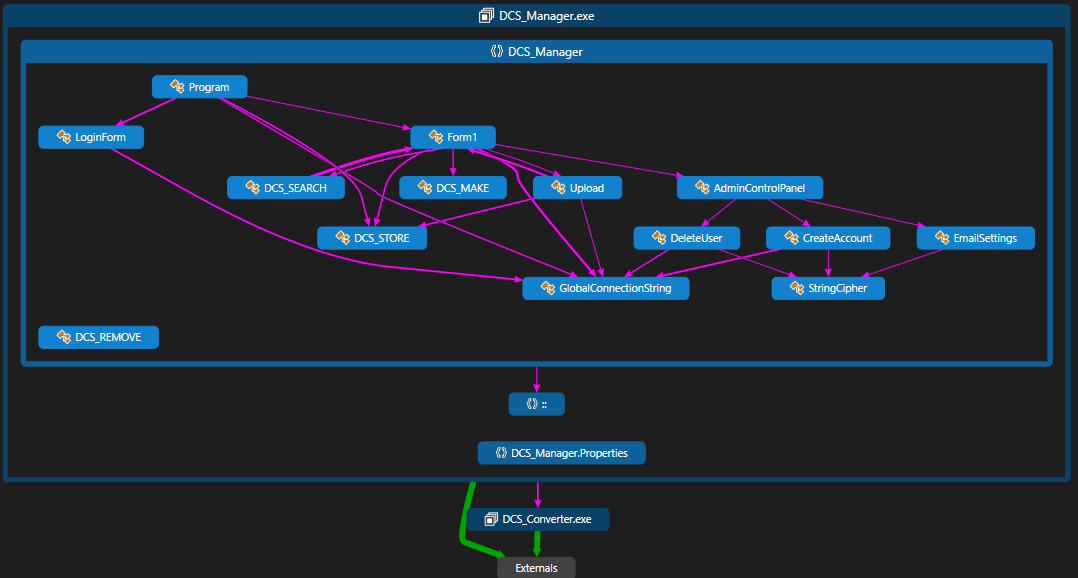 DCS_Manager.exe
DCS_Manager
Program
LoginForm
Form1
DCS_SEARCH
DCS_MAKE
Upload
AdminControlPanel
DCS_STORE
DeleteUser
CreateAccount
EmailSettings
GlobalConnectionString
StringCipher
DCS_REMOVE
::
DCS_Manager.Properties
DCS_Converter.exe
Externals